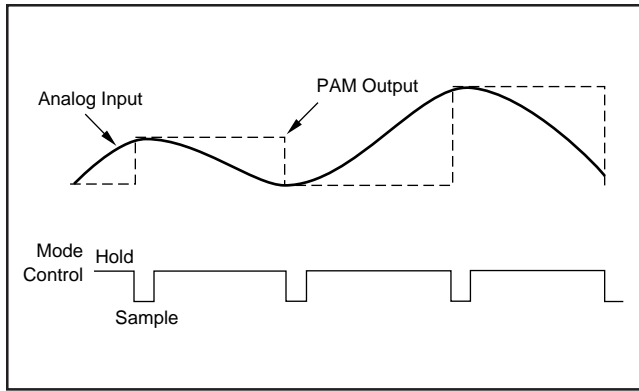 PAM Output
Analog Input
Mode
Control
Hold
Sample